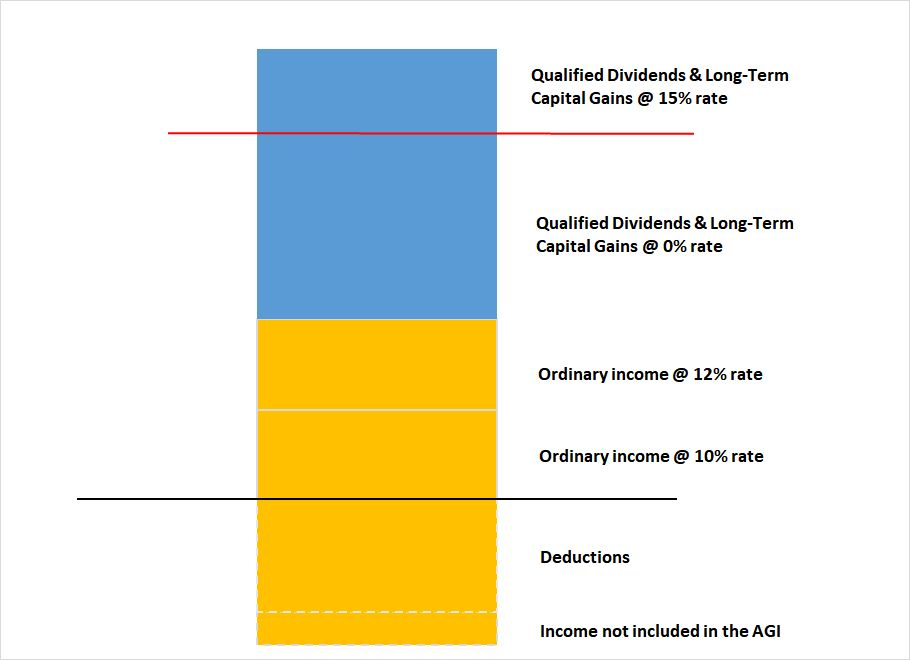 Qualified Dividends & Long-Term
Capital Gains @ 15% rate
Qualified Dividends & Long-Term
Capital Gains @ 0% rate
Ordinary income @ 12% rate
Ordinary income @ 10% rate
Deductions
Income not included in the AGI